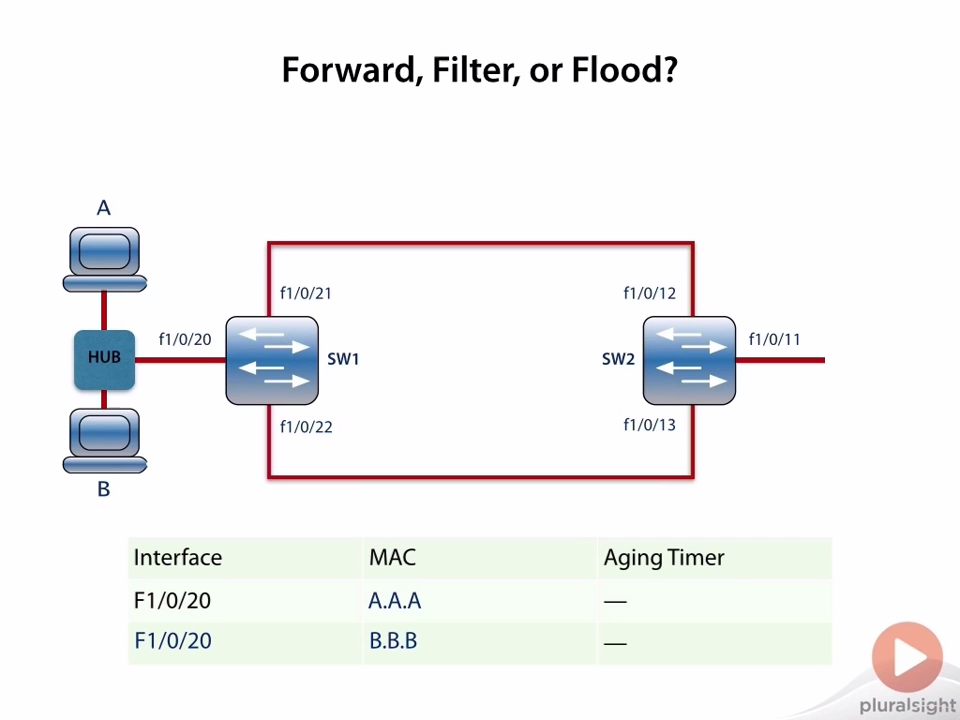 Forward, Filter, or Flood?
A
f1/0/21
f1/0/12
HUB
f1/0/20
SW1
SW2
f1/0/11
f1/0/22
f1/0/13
B
Interface MAC Aging Timer
F1/0/20 A.A.A —
F1/0/20 B.B.B —
pluralsight